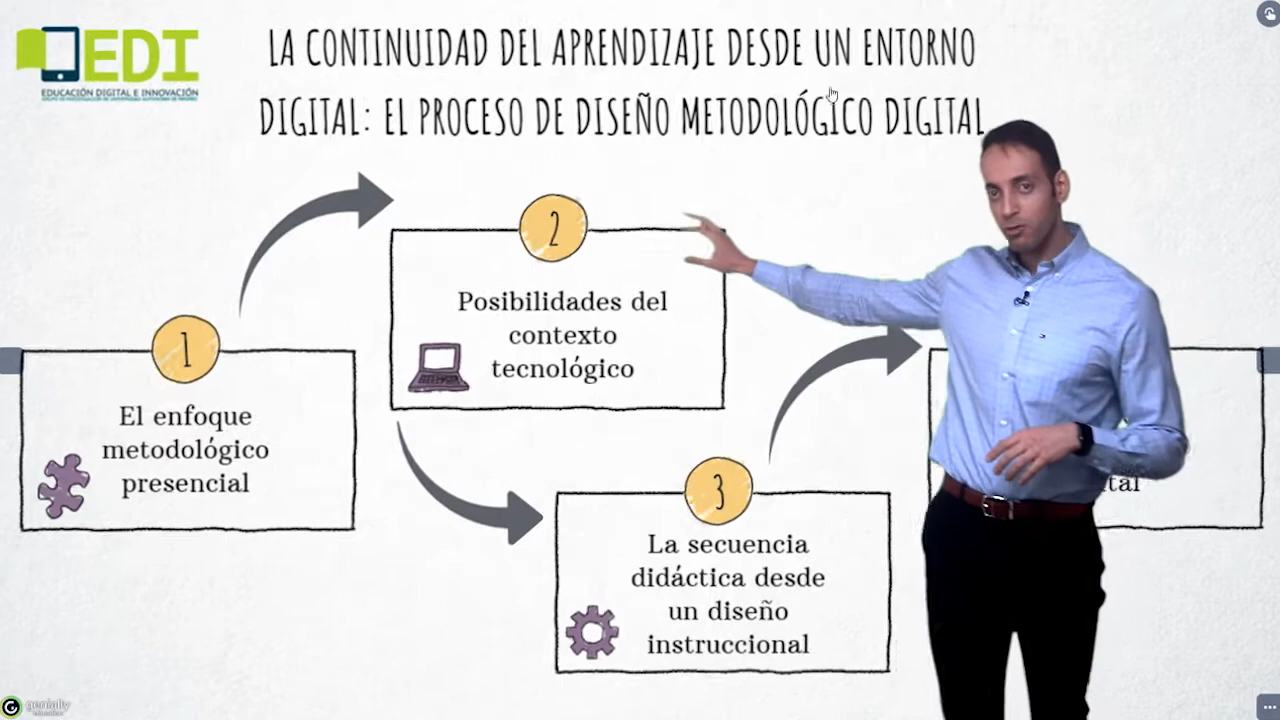 EDI
EDUCACIÓN DIGITAL E INNOVACIÓN
LA CONTINUIDAD DEL APRENDIZAJE DESDE UN ENTORNO
DIGITAL: EL PROCESO DE DISEÑO METODOLÓGICO DIGITAL
1
El enfoque
metodológico
presencial
2
Posibilidades del
contexto
tecnológico
3
La secuencia
didáctica desde
un diseño
instruccional
genially